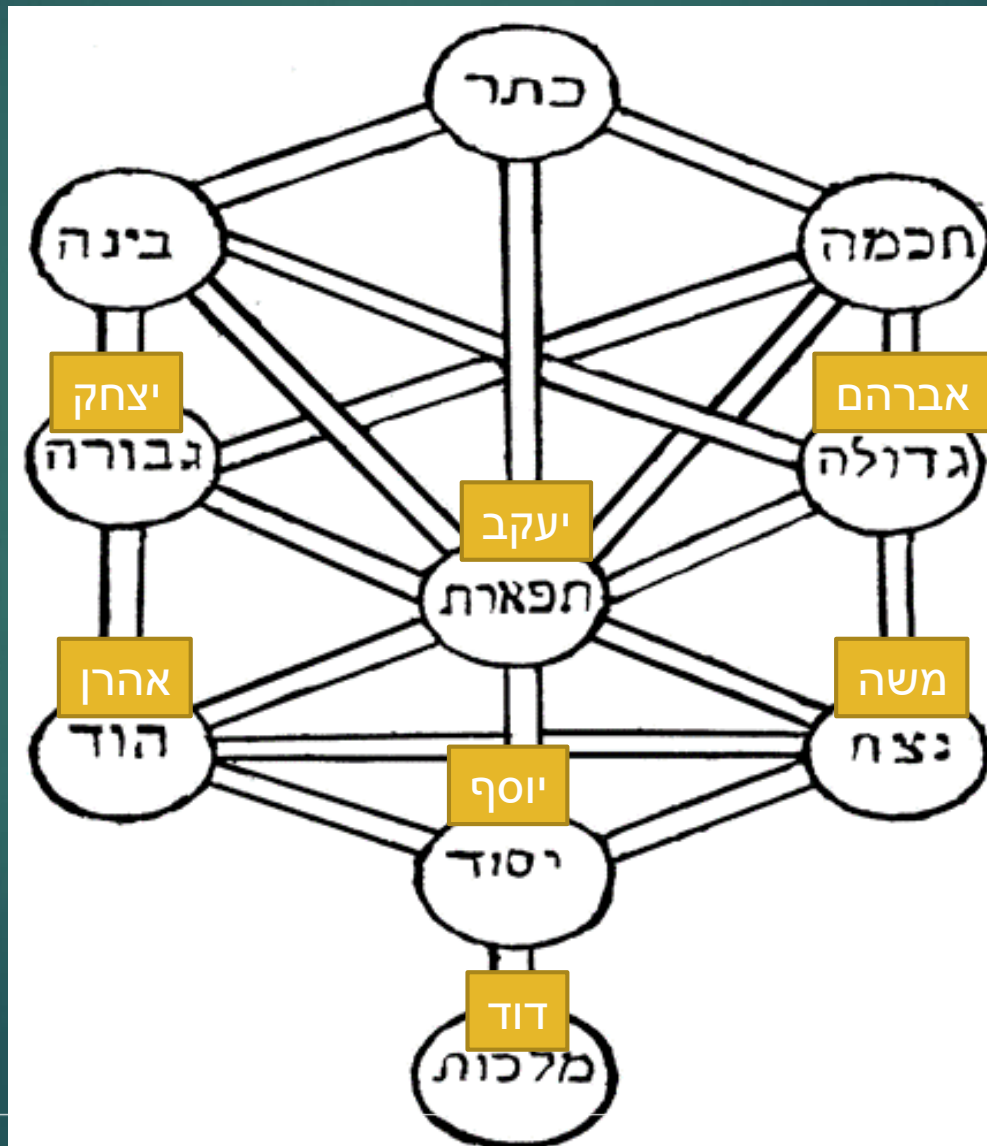 כתר
חכמה
בינה
אברהם
יצחק
גדולה
גבורה
יעקב
תפארת
משה
אהרן
נצח
הוד
יוסף
יסוד
דוד
מלכות